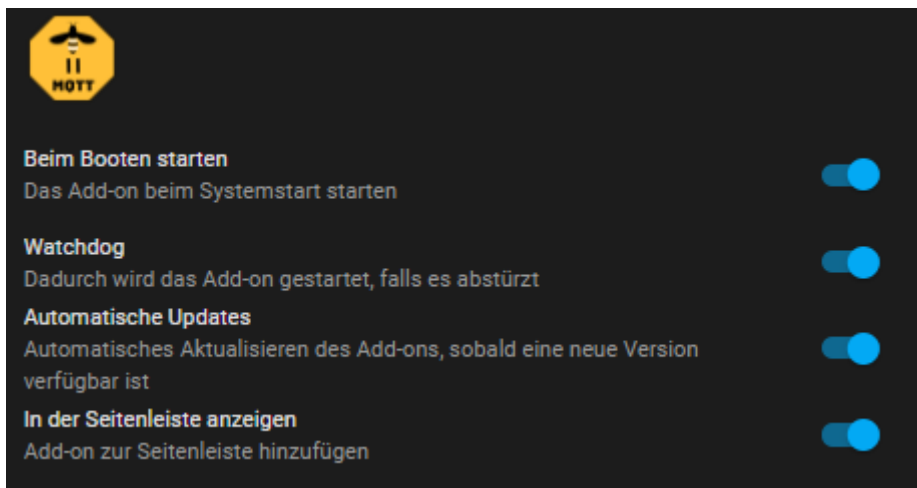 MQTT
Beim Booten starten
Das Add-on beim Systemstart starten
Watchdog
Dadurch wird das Add-on gestartet, falls es abstürzt
Automatische Updates
Automatisches Aktualisieren des Add-ons, sobald eine neue Version
verfügbar ist
In der Seitenleiste anzeigen
Add-on zur Seitenleiste hinzufügen